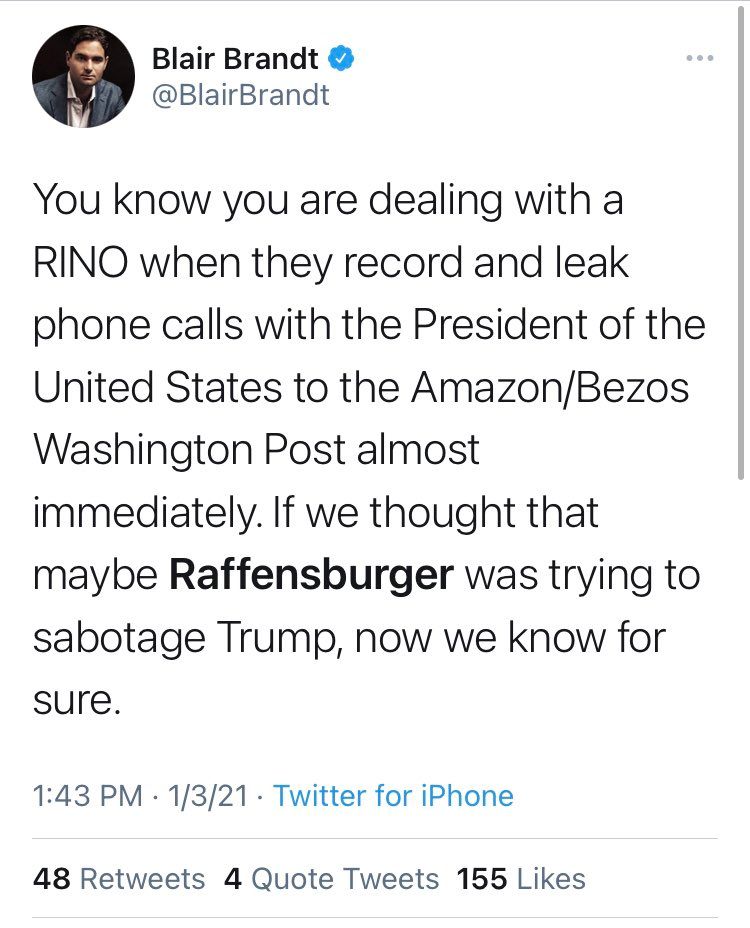 Blair Brandt
@BlairBrandt
You know you are dealing with a
RINO when they record and leak
phone calls with the President of the
United States to the Amazon/Bezos
Washington Post almost
immediately. If we thought that
maybe Raffensburger was trying to
sabotage Trump, now we know for
sure.
1:43 PM · 1/3/21 · Twitter for iPhone
48 Retweets 4 Quote Tweets 155 Likes